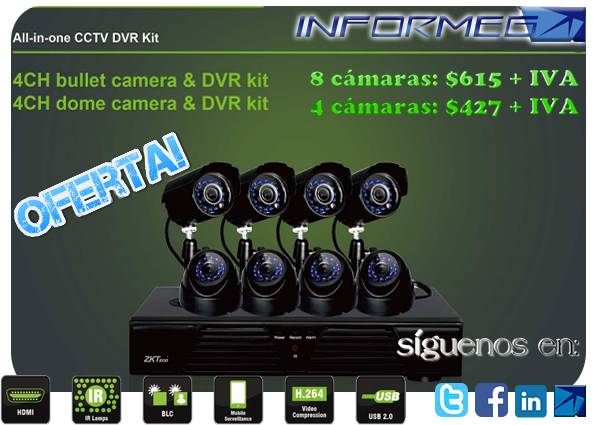 INFORMEGA
All-in-one CCTV DVR Kit
4CH bullet camera & DVR kit
4CH dome camera & DVR kit
8 cámaras: $615 + IVA
4 cámaras: $427 + IVA
OFERTA!
Power Record Alarm
IR
ZKTeco
síguenos en:
HDMI
IR
IR Lamps
BLC
Mobile
Surveillance
H.264
Video
Compression
USB
USB 2.0